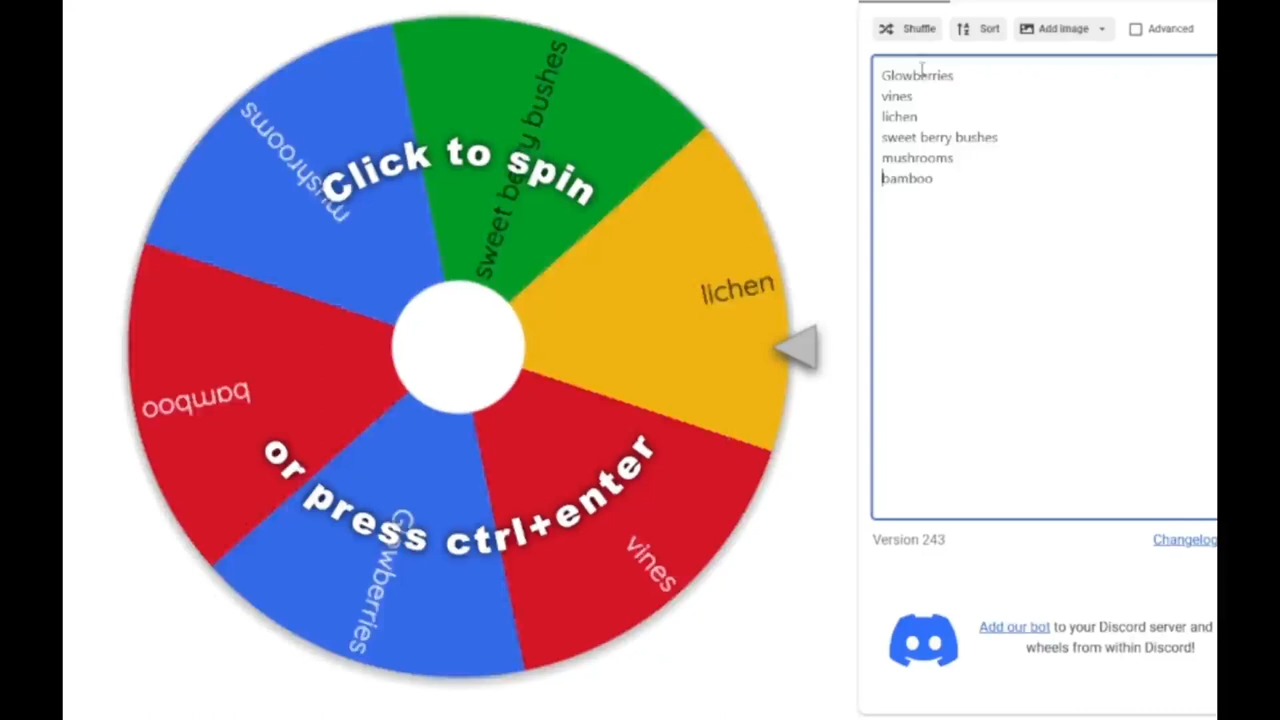 Shuffle
Sort
Add image
Advanced
Glowberries
vines
lichen
sweet berry bushes
mushrooms
bamboo
Click to spin
or press ctrl+enter
sweet berry bushes
mushrooms
lichen
bamboo
Glowberries
vines
Version 243
Changelog
Add our bot to your Discord server and
wheels from within Discord!